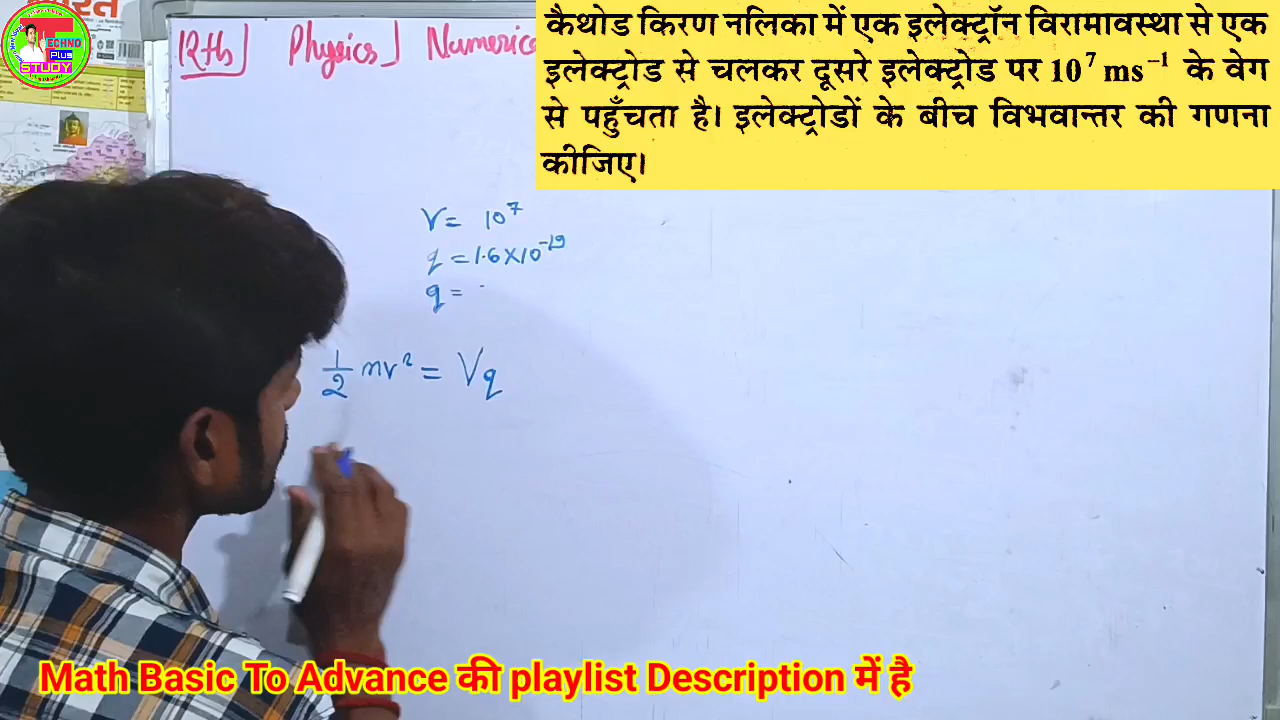 भारत
TECHNO
Plus
STUDY
12th] Physics] Numerica
कैथोड किरण नलिका में एक इलेक्ट्रॉन विरामावस्था से एक
इलेक्ट्रोड से चलकर दूसरे इलेक्ट्रोड पर 10⁷ ms⁻¹ के वेग
से पहुँचता है। इलेक्ट्रोडों के बीच विभवान्तर की गणना
कीजिए।
V = 10⁷
q = 1.6×10⁻¹⁹
q =
1/2 mv² = Vq
Math Basic To Advance की playlist Description में है